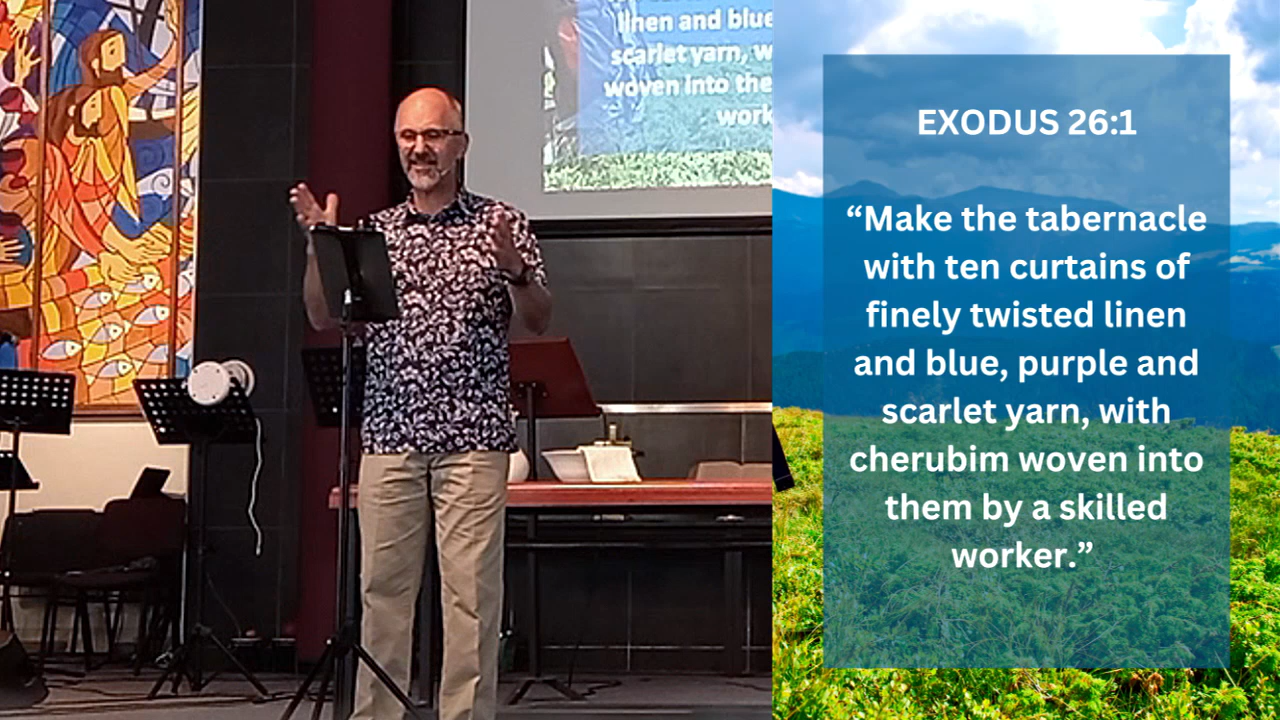 linen and blue
scarlet yarn, w
woven into the
work
EXODUS 26:1
“Make the tabernacle
with ten curtains of
finely twisted linen
and blue, purple and
scarlet yarn, with
cherubim woven into
them by a skilled
worker.”